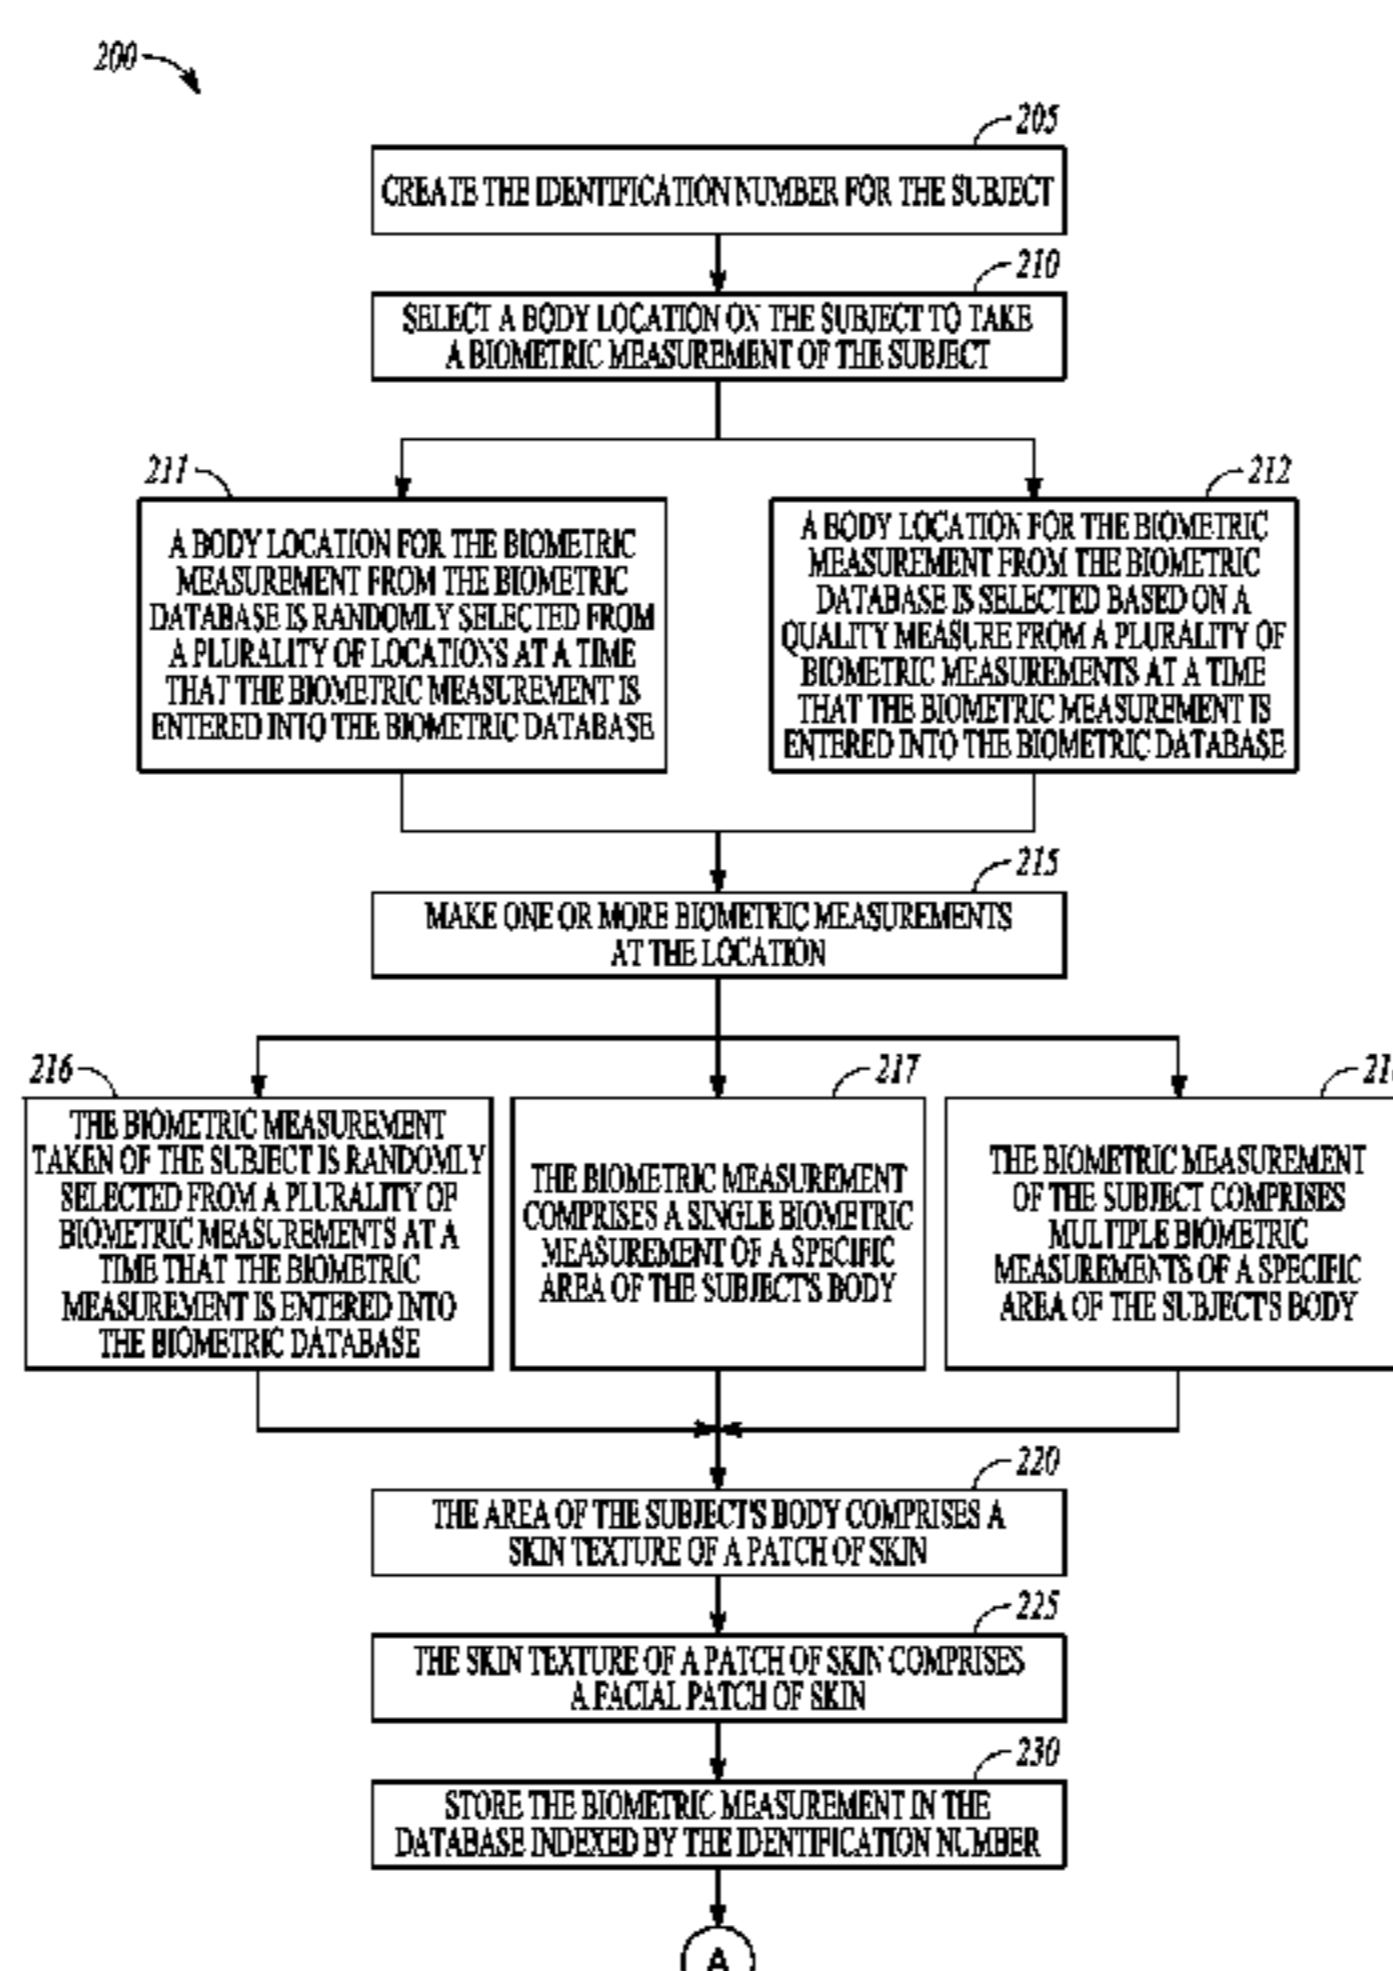 200
205
CREATE THE IDENTIFICATION NUMBER FOR THE SUBJECT
210
SELECT A BODY LOCATION ON THE SUBJECT TO TAKE
A BIOMETRIC MEASUREMENT OF THE SUBJECT
211
A BODY LOCATION FOR THE BIOMETRIC
MEASUREMENT FROM THE BIOMETRIC
DATABASE IS RANDOMLY SELECTED FROM
A PLURALITY OF LOCATIONS AT A TIME
THAT THE BIOMETRIC MEASUREMENT IS
ENTERED INTO THE BIOMETRIC DATABASE
212
A BODY LOCATION FOR THE BIOMETRIC
MEASUREMENT FROM THE BIOMETRIC
DATABASE IS SELECTED BASED ON A
QUALITY MEASURE FROM A PLURALITY OF
BIOMETRIC MEASUREMENTS AT A TIME
THAT THE BIOMETRIC MEASUREMENT IS
ENTERED INTO THE BIOMETRIC DATABASE
215
MAKE ONE OR MORE BIOMETRIC MEASUREMENTS
AT THE LOCATION
216
THE BIOMETRIC MEASUREMENT
TAKEN OF THE SUBJECT IS RANDOMLY
SELECTED FROM A PLURALITY OF
BIOMETRIC MEASUREMENTS AT A
TIME THAT THE BIOMETRIC
MEASUREMENT IS ENTERED INTO
THE BIOMETRIC DATABASE
217
THE BIOMETRIC MEASUREMENT
COMPRISES A SINGLE BIOMETRIC
MEASUREMENT OF A SPECIFIC
AREA OF THE SUBJECT'S BODY
THE BIOMETRIC MEASUREMENT
OF THE SUBJECT COMPRISES
MULTIPLE BIOMETRIC
MEASUREMENTS OF A SPECIFIC
AREA OF THE SUBJECT'S BODY
220
THE AREA OF THE SUBJECT'S BODY COMPRISES A
SKIN TEXTURE OF A PATCH OF SKIN
225
THE SKIN TEXTURE OF A PATCH OF SKIN COMPRISES
A FACIAL PATCH OF SKIN
230
STORE THE BIOMETRIC MEASUREMENT IN THE
DATABASE INDEXED BY THE IDENTIFICATION NUMBER
A